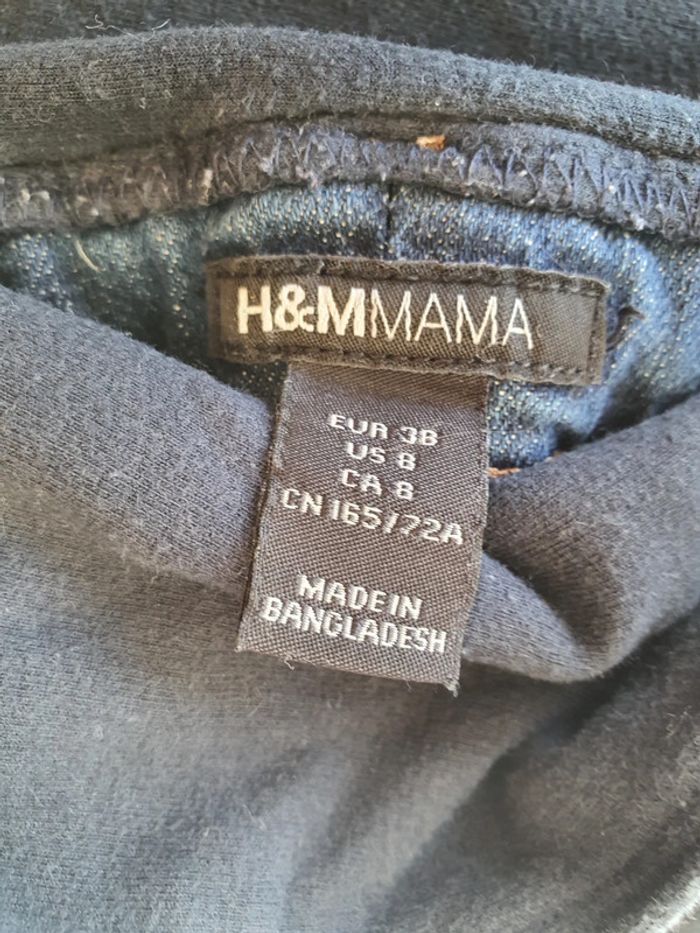 H&MMAMA
EUR 38
US 8
CA 8
CN 165/72A
MADE IN
BANGLADESH